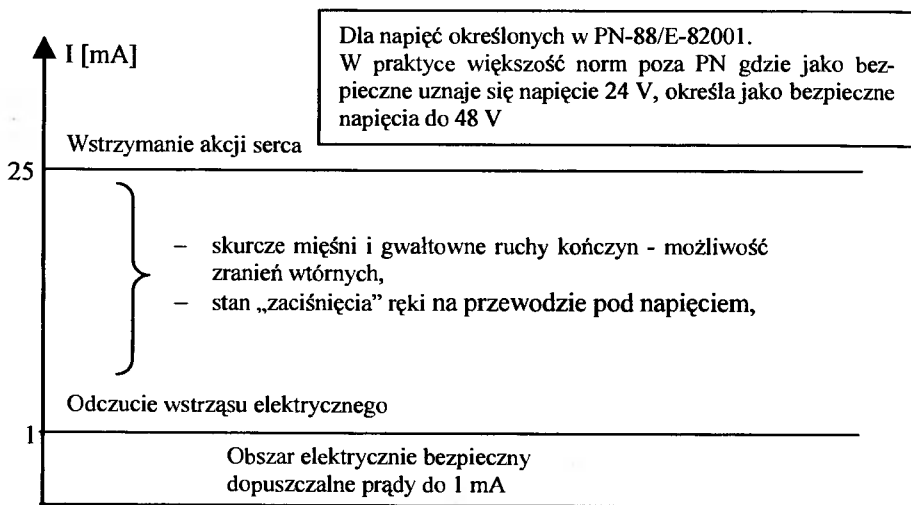 I [mA]
Dla napięć określonych w PN-88/E-82001.
W praktyce większość norm poza PN gdzie jako bez-
pieczne uznaje się napięcie 24 V, określa jako bezpieczne
napięcia do 48 V
Wstrzymanie akcji serca
25
– skurcze mięśni i gwałtowne ruchy kończyn - możliwość
zranień wtórnych,
– stan „zaciśnięcia” ręki na przewodzie pod napięciem,
Odczucie wstrząsu elektrycznego
1
Obszar elektrycznie bezpieczny
dopuszczalne prądy do 1 mA